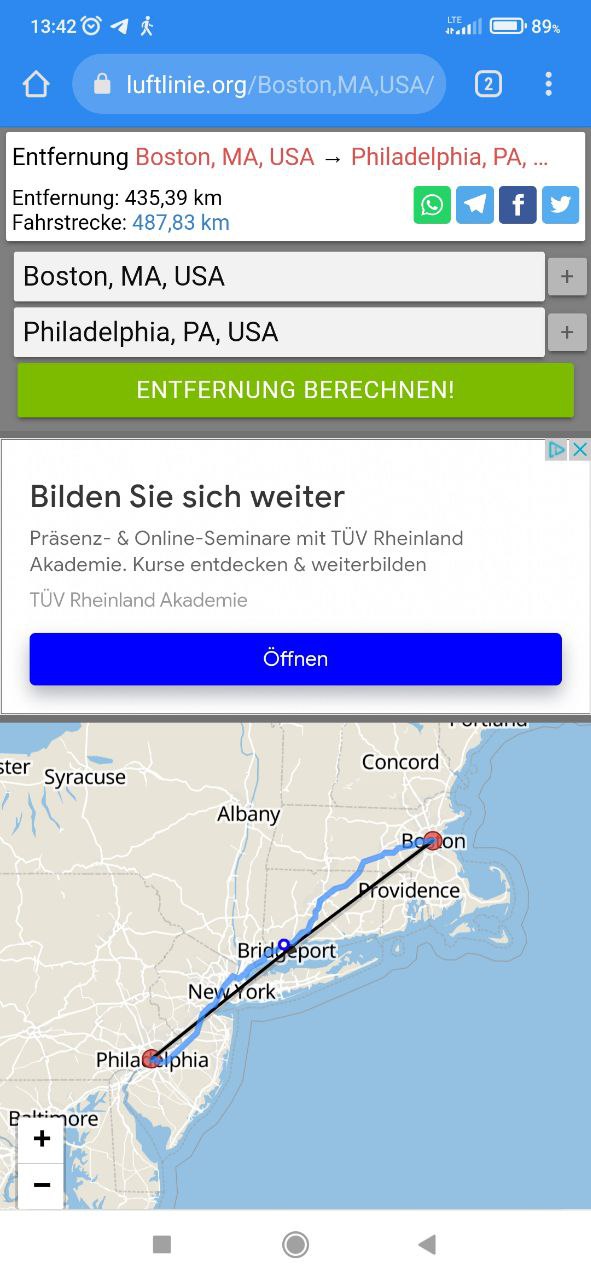 13:42 LTE 89%
luftlinie.org/Boston,MA,USA/ 2
Entfernung Boston, MA, USA → Philadelphia, PA, ...
Entfernung: 435,39 km
Fahrstrecke: 487,83 km
Boston, MA, USA +
Philadelphia, PA, USA +
ENTFERNUNG BERECHNEN!
Bilden Sie sich weiter
Präsenz- & Online-Seminare mit TÜV Rheinland
Akademie. Kurse entdecken & weiterbilden
TÜV Rheinland Akademie
Öffnen
Portland
Concord
ster Syracuse
Albany
Boston
Providence
Bridgeport
New York
Philadelphia
Baltimore
+
−